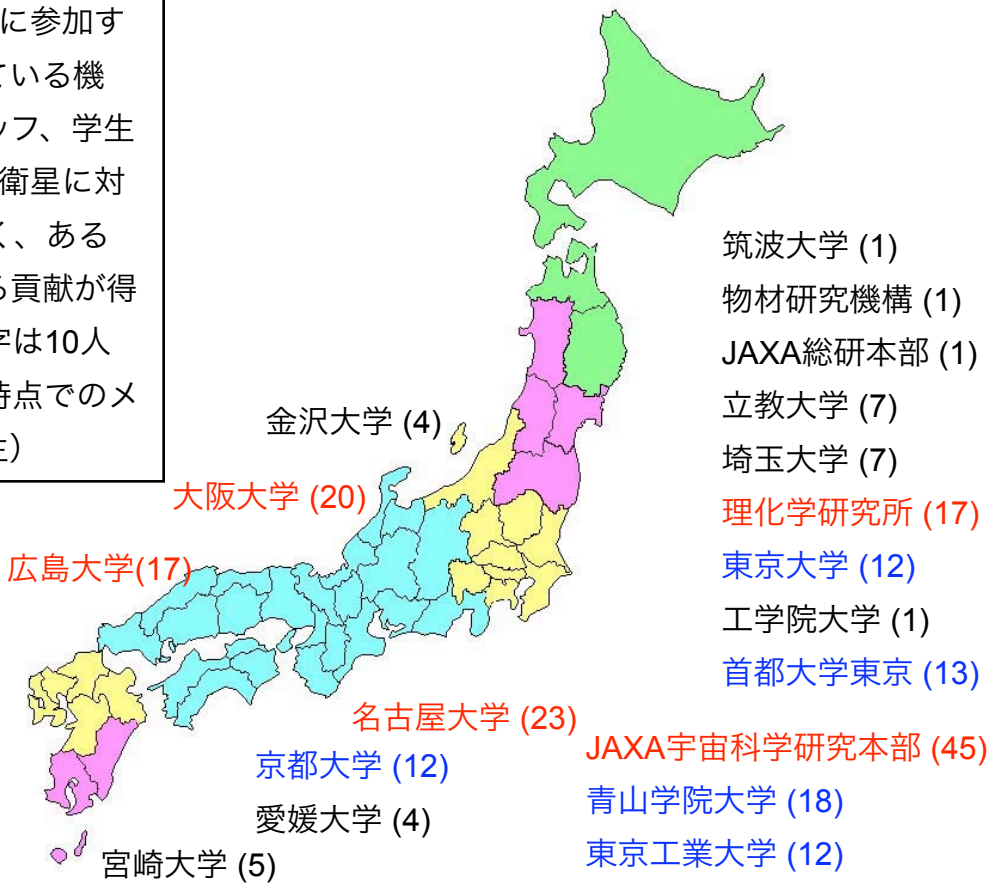 に参加す
ている機
ッフ、学生
衛星に対
く、ある
る貢献が得
字は10人
時点でのメ
筑波大学 (1)
物材研究機構 (1)
JAXA総研本部 (1)
立教大学 (7)
埼玉大学 (7)
理化学研究所 (17)
東京大学 (12)
工学院大学 (1)
首都大学東京 (13)
金沢大学 (4)
大阪大学 (20)
広島大学(17)
名古屋大学 (23)
京都大学 (12)
愛媛大学 (4)
宮崎大学 (5)
JAXA宇宙科学研究本部 (45)
青山学院大学 (18)
東京工業大学 (12)